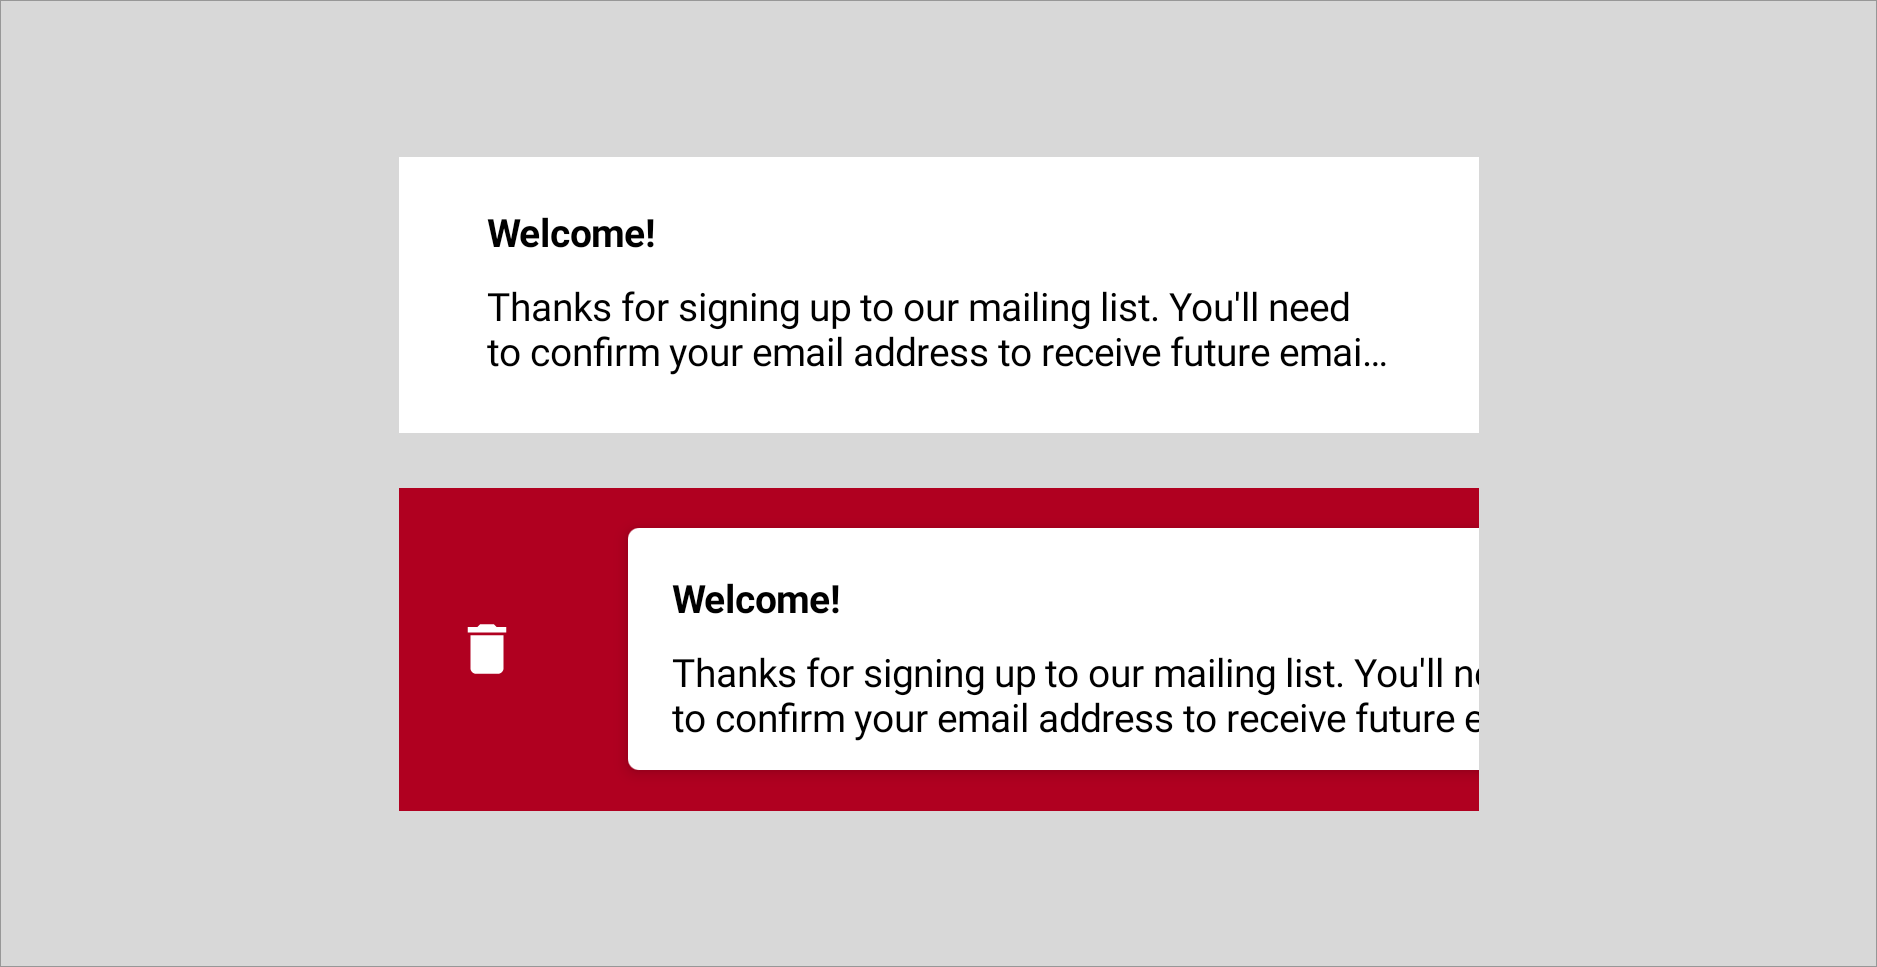 Welcome!
Thanks for signing up to our mailing list. You'll need
to confirm your email address to receive future emai...
Welcome!
Thanks for signing up to our mailing list. You'll
to confirm your email address to receive future